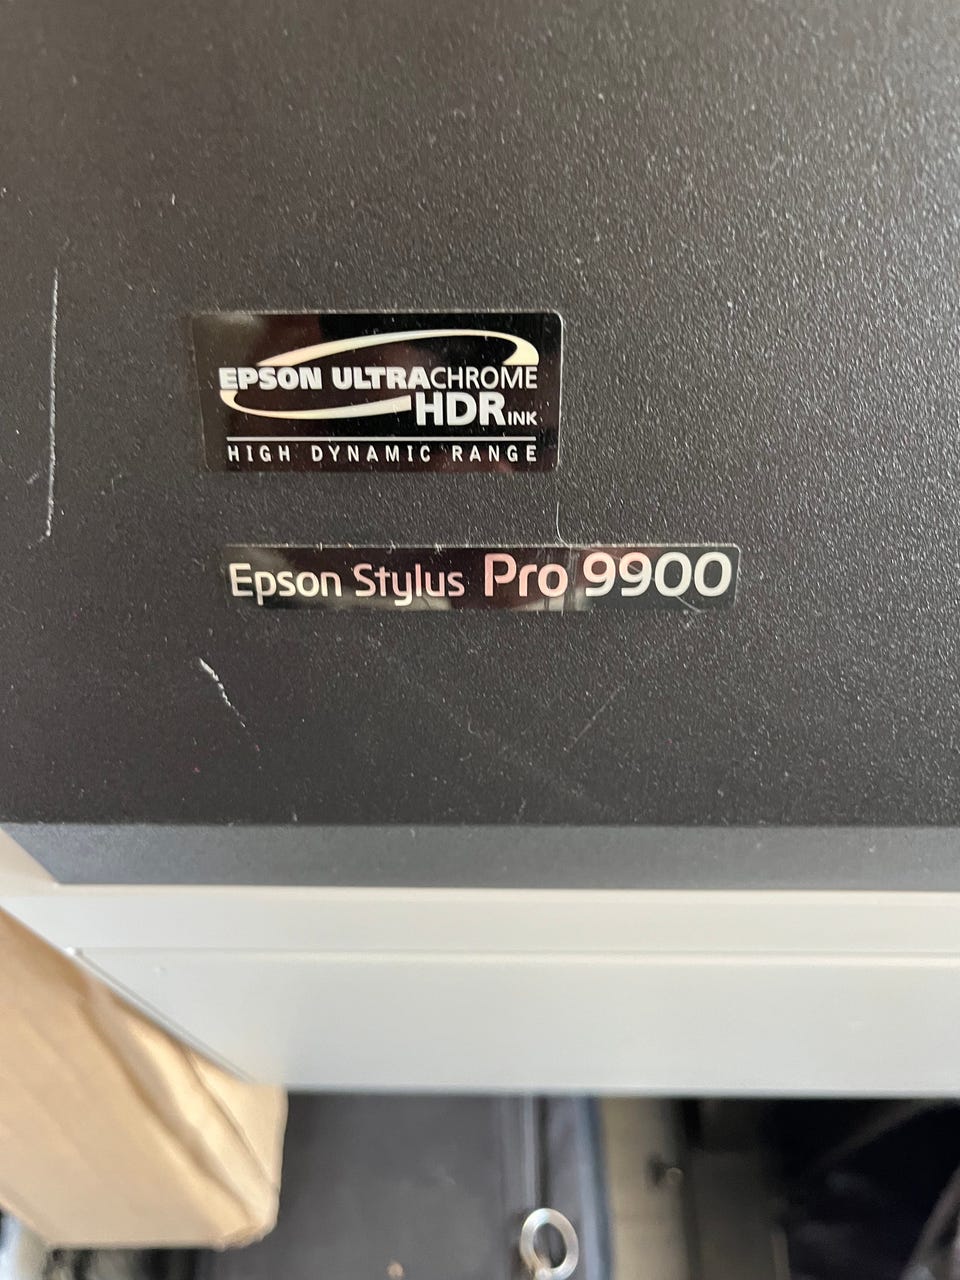 EPSON ULTRACHROME
HDR INK
HIGH DYNAMIC RANGE
Epson Stylus Pro 9900